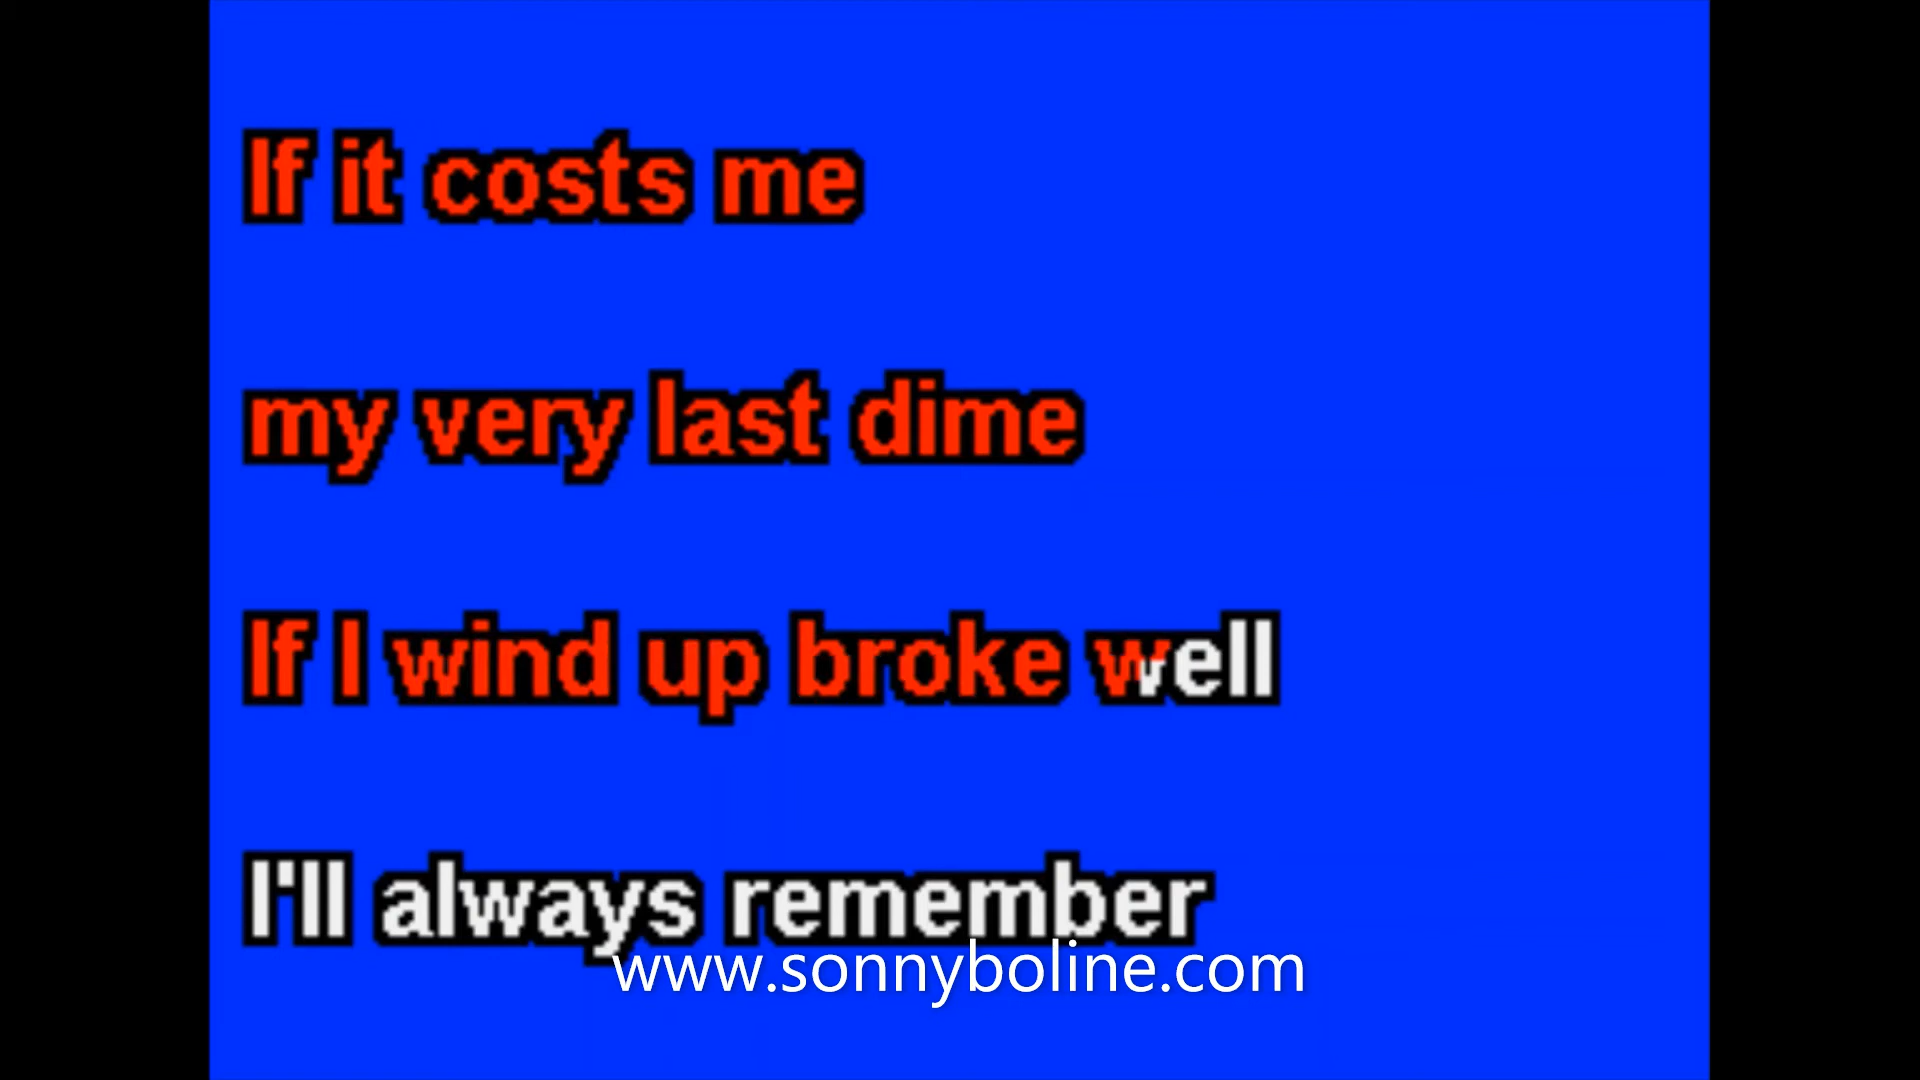 If it costs me
my very last dime
If I wind up broke well
I'll always remember
www.sonnyboline.com